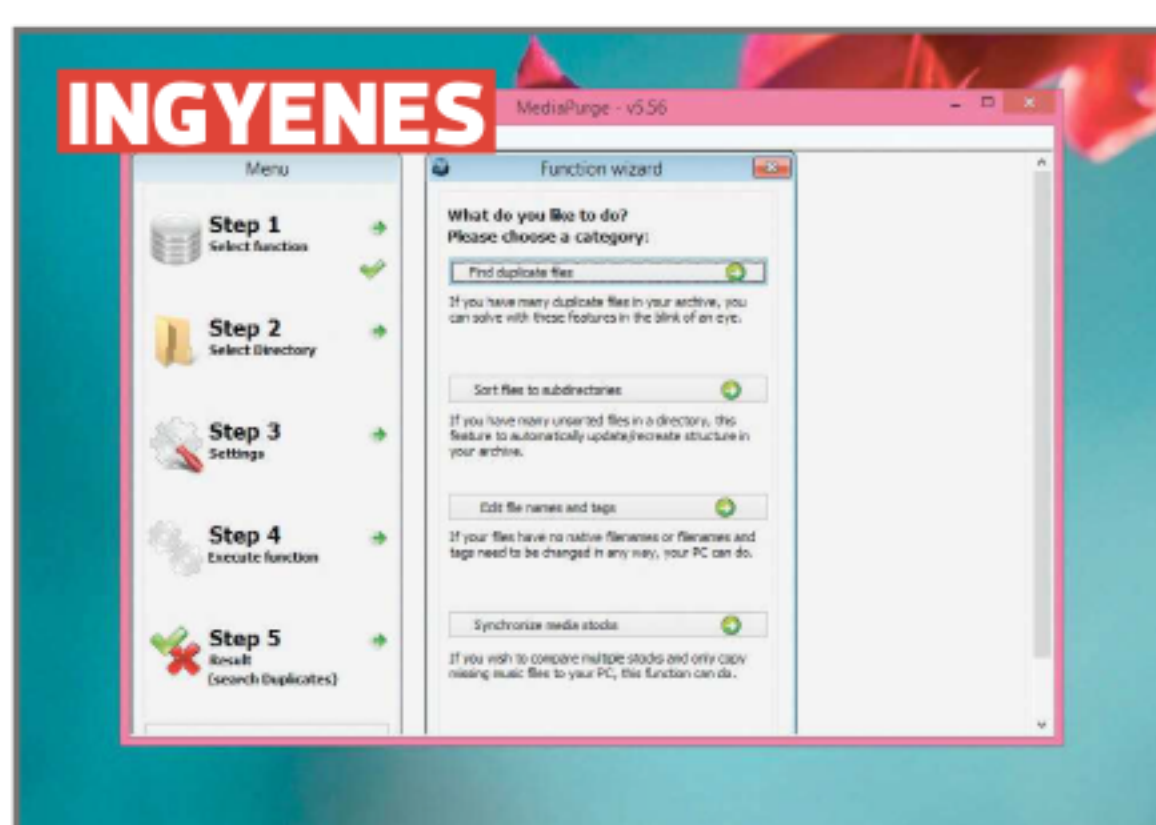 INGYENES
MediaPurge - v5.56
Menu
Step 1
Select function
Step 2
Select Directory
Step 3
Settings
Step 4
Execute function
Step 5
Result
(search Duplicates)
Function wizard
What do you like to do?
Please choose a category:
Find duplicate files
If you have many duplicate files in your archive, you
can solve with these features in the blink of an eye.
Sort files to subdirectories
If you have many unsorted files in a directory, this
feature to automatically update/recreate structure in
your archive.
Edit file names and tags
If your files have no native filenames or filenames and
tags need to be changed in any way, your PC can do.
Synchronize media stocks
If you wish to compare multiple stocks and only copy
missing music files to your PC, this function can do.